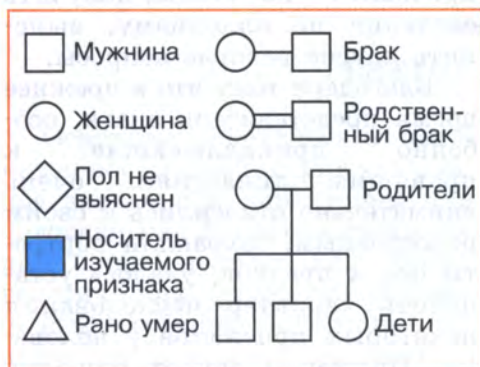 Мужчина
Женщина
Пол не
выяснен
Носитель
изучаемого
признака
Рано умер
Брак
Родствен-
ный брак
Родители
Дети